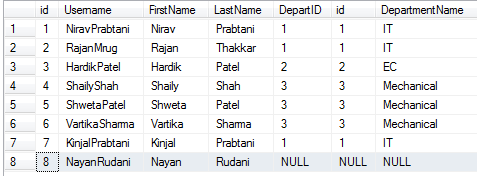 id Username FirstName LastName DepartID id DepartmentName
1 1 NiravPrabtani Nirav Prabtani 1 1 IT
2 2 RajanMrug Rajan Thakkar 1 1 IT
3 3 HardikPatel Hardik Patel 2 2 EC
4 4 ShailyShah Shaily Shah 3 3 Mechanical
5 5 ShwetaPatel Shweta Patel 3 3 Mechanical
6 6 VartikaSharma Vartika Sharma 3 3 Mechanical
7 7 KinjalPrabtani Kinjal Prabtani 1 1 IT
8 8 NayanRudani Nayan Rudani NULL NULL NULL